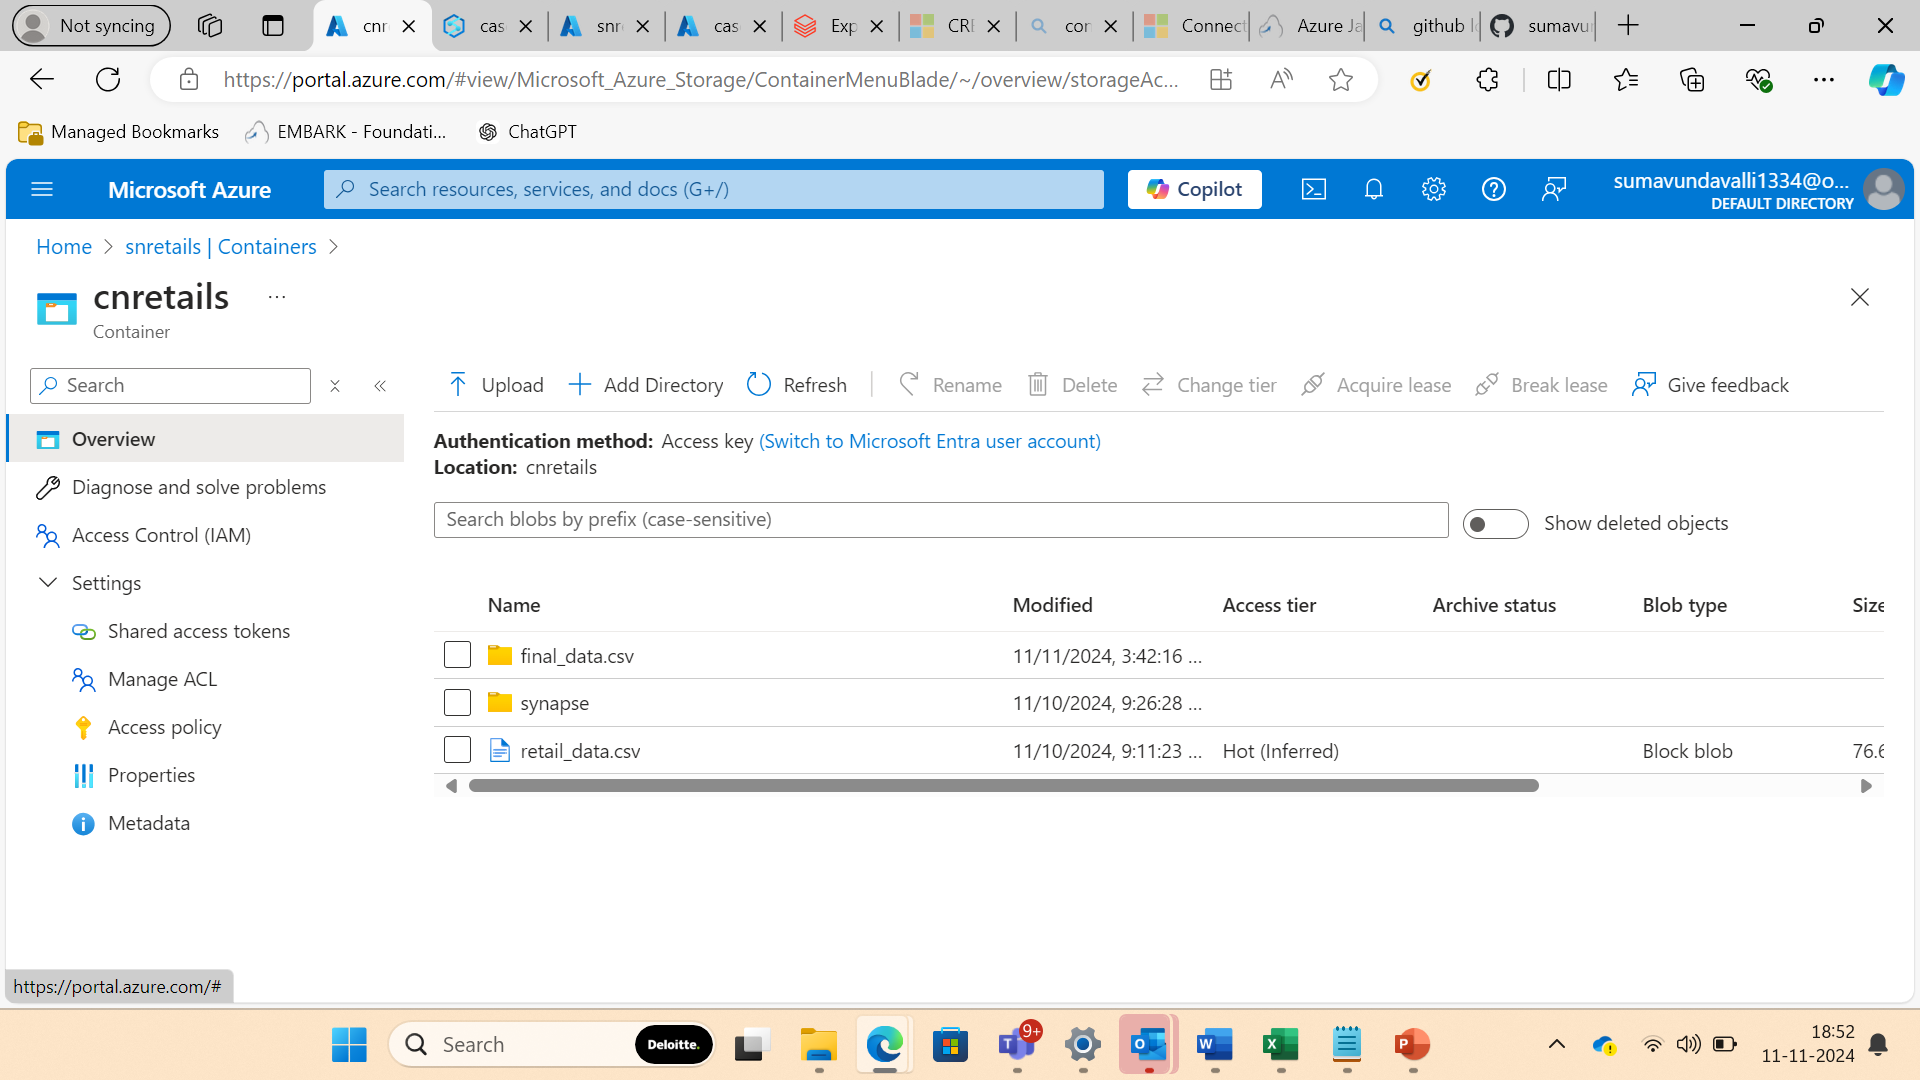 Not syncing
cnr
cas
snr
cas
Exp
CRE
con
Connect
Azure Ja
github lo
sumavun
https://portal.azure.com/#view/Microsoft_Azure_Storage/ContainerMenuBlade/~/overview/storageAc...
Managed Bookmarks
EMBARK - Foundati...
ChatGPT
Microsoft Azure
Search resources, services, and docs (G+/)
Copilot
sumavundavalli1334@o...
DEFAULT DIRECTORY
Home > snretails | Containers >
cnretails ...
Container
Search
Upload
Add Directory
Refresh
Rename
Delete
Change tier
Acquire lease
Break lease
Give feedback
Overview
Diagnose and solve problems
Access Control (IAM)
Settings
Shared access tokens
Manage ACL
Access policy
Properties
Metadata
Authentication method: Access key (Switch to Microsoft Entra user account)
Location: cnretails
Search blobs by prefix (case-sensitive)
Show deleted objects
Name Modified Access tier Archive status Blob type Size
final_data.csv 11/11/2024, 3:42:16 ...
synapse 11/10/2024, 9:26:28 ...
retail_data.csv 11/10/2024, 9:11:23 ... Hot (Inferred) Block blob 76.6
https://portal.azure.com/#
Search
Deloitte.
9+
18:52
11-11-2024